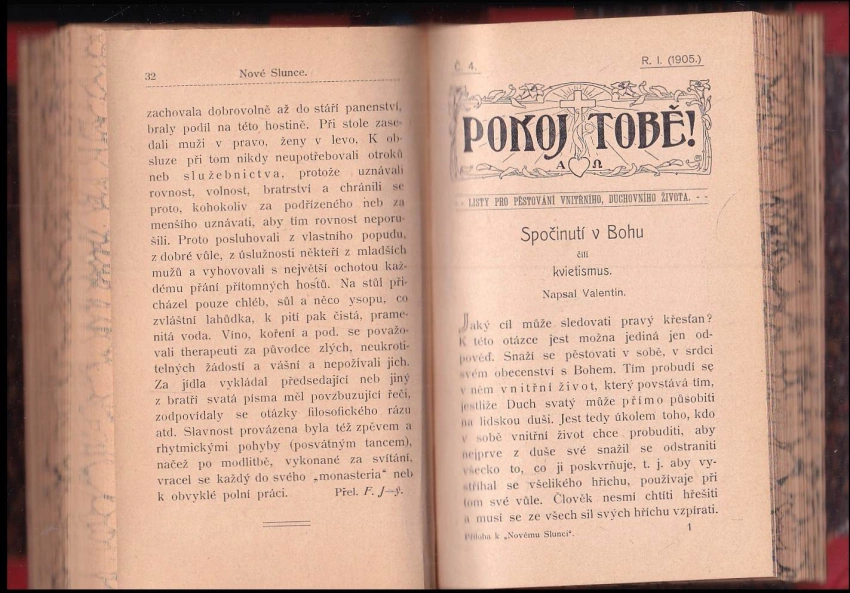 32
Nové Slunce.
zachovala dobrovolně až do stáří panenství,
braly podíl na této hostině. Při stole zase-
dali muži v pravo, ženy v levo. K ob-
sluze při tom nikdy neupotřebovali otroků
neb služebnictva, protože uznávali
rovnost, volnost, bratrství a chránili se
proto, kohokoliv za podřízeného neb za
menšího uznávati, aby tím rovnost neporu-
šili. Proto posluhovali z vlastního popudu,
z dobré vůle, z úslužnosti někteří z mladších
mužů a vyhovovali s největší ochotou kaž-
dému přání přítomných hostů. Na stůl při-
cházel pouze chléb, sůl a něco ysopu, co
zvláštní lahůdka, k pití pak čistá, prame-
nitá voda. Víno, koření a pod. se považo-
vali therapeuti za původce zlých, neukroti-
telných žádostí a vášní a nepožívali jich.
Za jídla vykládal předsedající neb jiný
z bratří svatá písma měl povzbuzující řeči,
zodpovídaly se otázky filosofického rázu
atd. Slavnost provázena byla též zpěvem a
rhytmickými pohyby (posvátným tancem),
načež po modlitbě, vykonané za svítání,
vracel se každý do svého „monasteria“ neb
k obvyklé polní práci. Přel. F. J—ý.
Č. 4.
R. I. (1905.)
POKOJ TOBĚ!
Α Ω
LISTY PRO PĚSTOVÁNÍ VNITŘNÍHO, DUCHOVNÍHO ŽIVOTA.
Spočinutí v Bohu
čili
kvietismus.
Napsal Valentin.
Jaký cíl může sledovati pravý křesťan?
K této otázce jest možna jediná jen od-
pověď. Snaží se pěstovati v sobě, v srdci
svém obecenství s Bohem. Tím probudí se
v něm vnitřní život, který povstává tím,
jestliže Duch svatý může přímo působiti
na lidskou duši. Jest tedy úkolem toho, kdo
v sobě vnitřní život chce probuditi, aby
nejprve z duše své snažil se odstraniti
všecko to, co ji poskvrňuje, t. j. aby vy-
stříhal se všelikého hříchu, používaje při
tom své vůle. Člověk nesmí chtíti hřešiti
a musí se ze všech sil svých hříchu vzpírati.
Příloha k „Novému Slunci“.
1